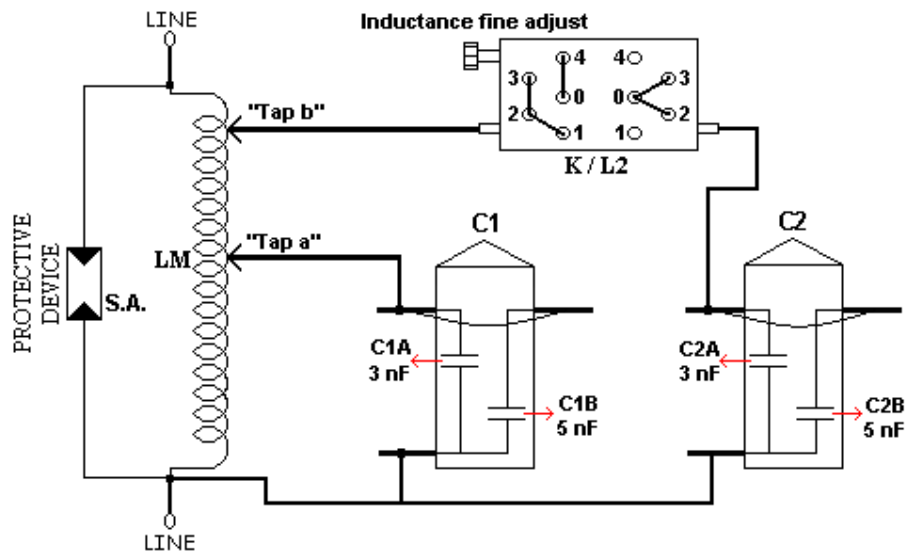 LINE
Inductance fine adjust
4 4
3 3
0 0
2 2
1 1
"Tap b"
K / L2
"Tap a"
C1
C2
LM
PROTECTIVE
DEVICE
S.A.
C1A
3 nF
C2A
3 nF
C1B
5 nF
C2B
5 nF
LINE